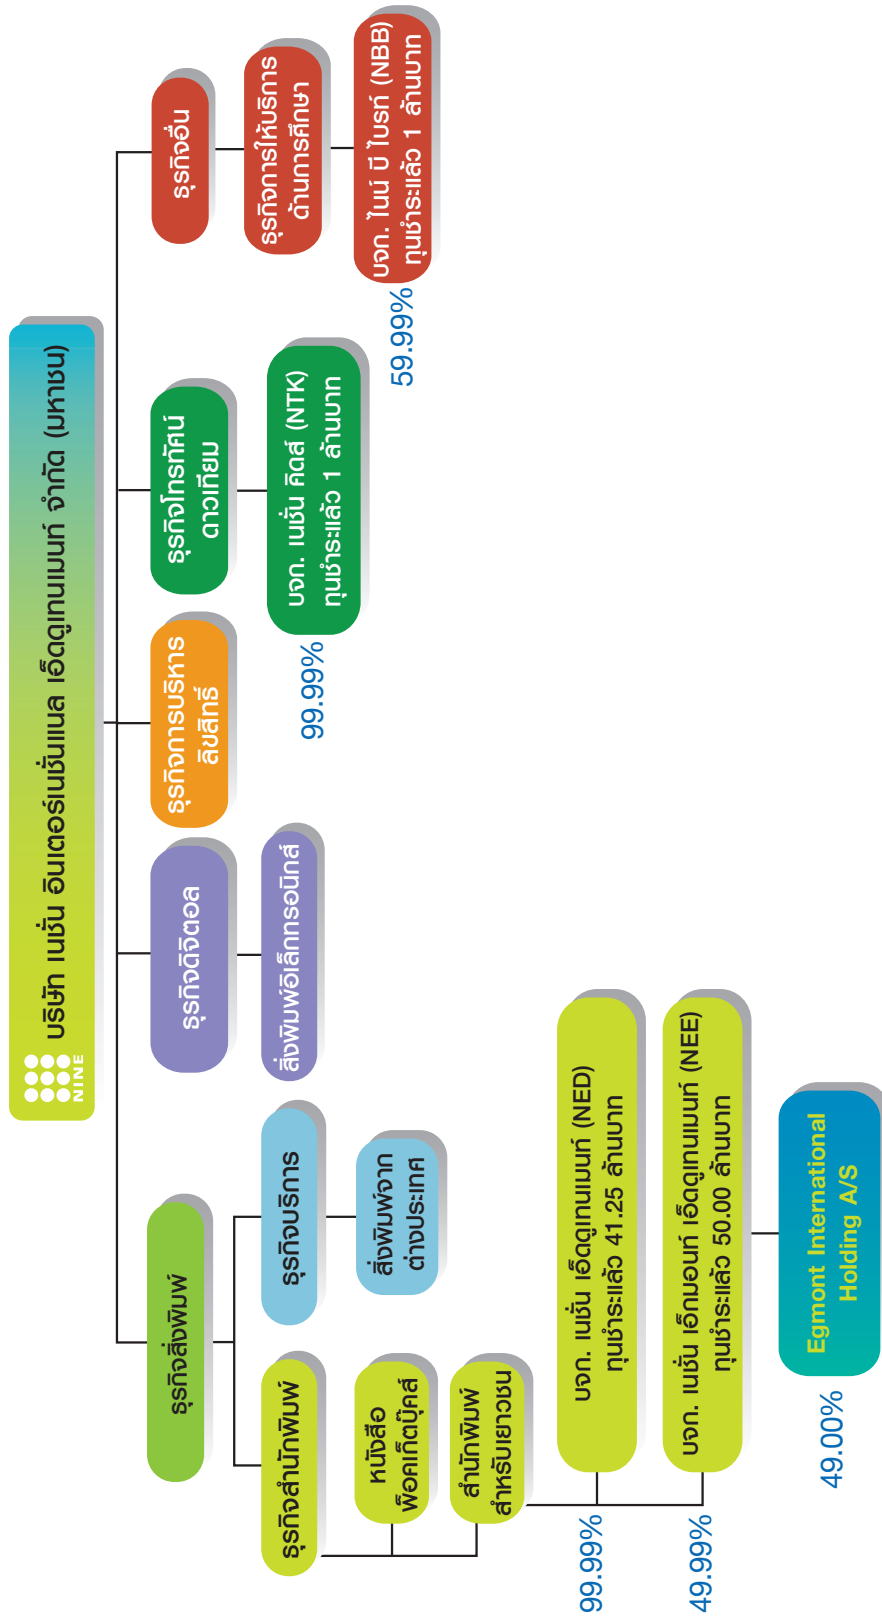 NINE
บริษัท เนชั่น อินเตอร์เนชั่นแนล เอ็ดดูเทนเมนท์ จำกัด (มหาชน)
ธุรกิจสิ่งพิมพ์
ธุรกิจสำนักพิมพ์
หนังสือ
พ็อคเก็ตบุ๊คส์
สำนักพิมพ์
สำหรับเยาวชน
99.99%
บจก. เนชั่น เอ็ดดูเทนเมนท์ (NED)
ทุนชำระแล้ว 41.25 ล้านบาท
49.99%
บจก. เนชั่น เอ็กมอนท์ เอ็ดดูเทนเมนท์ (NEE)
ทุนชำระแล้ว 50.00 ล้านบาท
49.00%
Egmont International
Holding A/S
ธุรกิจบริการ
สิ่งพิมพ์จาก
ต่างประเทศ
ธุรกิจดิจิตอล
สิ่งพิมพ์อิเล็กทรอนิกส์
ธุรกิจการบริหาร
ลิขสิทธิ์
ธุรกิจโทรทัศน์
ดาวเทียม
99.99%
บจก. เนชั่น คิดส์ (NTK)
ทุนชำระแล้ว 1 ล้านบาท
ธุรกิจอื่น
ธุรกิจการให้บริการ
ด้านการศึกษา
59.99%
บจก. ไนน์ บี ไบรท์ (NBB)
ทุนชำระแล้ว 1 ล้านบาท